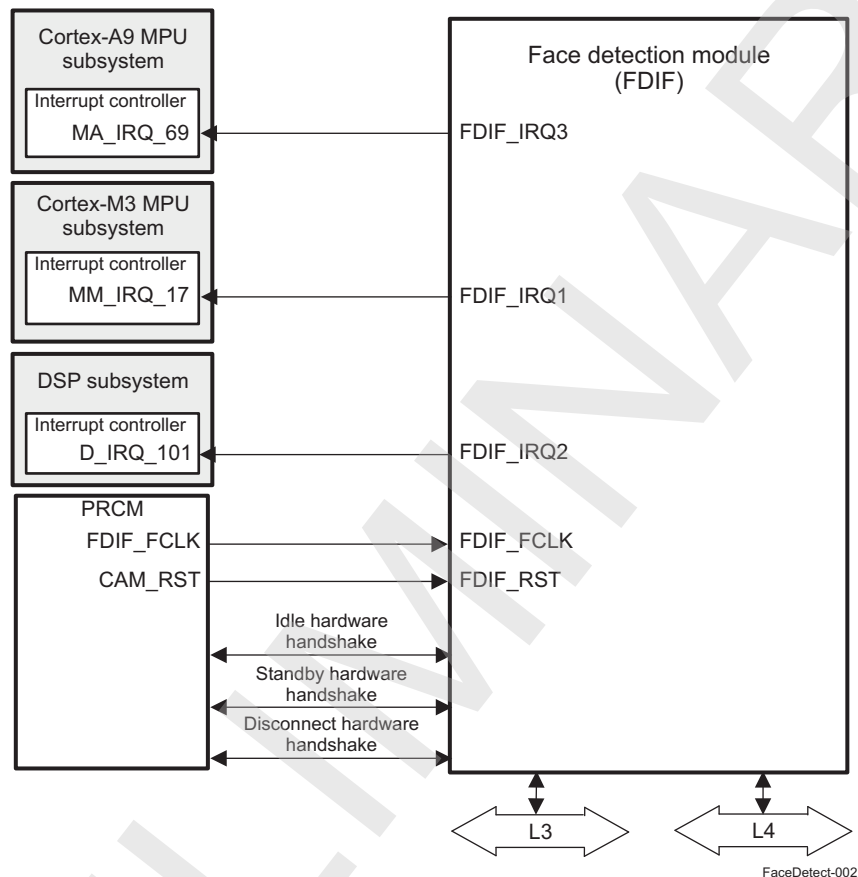 Cortex-A9 MPU
subsystem
Interrupt controller
MA_IRQ_69
Cortex-M3 MPU
subsystem
Interrupt controller
MM_IRQ_17
DSP subsystem
Interrupt controller
D_IRQ_101
PRCM
FDIF_FCLK
CAM_RST
Idle hardware
handshake
Standby hardware
handshake
Disconnect hardware
handshake
Face detection module
(FDIF)
FDIF_IRQ3
FDIF_IRQ1
FDIF_IRQ2
FDIF_FCLK
FDIF_RST
L3
L4
FaceDetect-002
LIMINAR